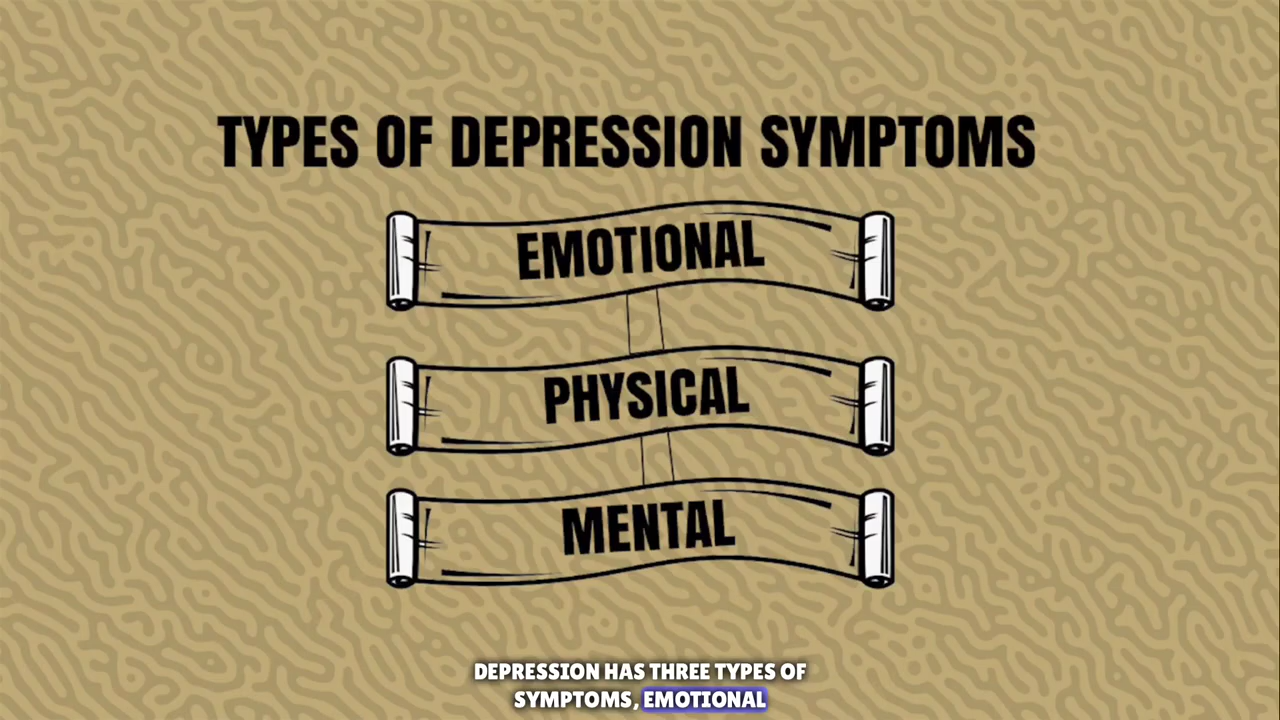 TYPES OF DEPRESSION SYMPTOMS
EMOTIONAL
PHYSICAL
MENTAL
DEPRESSION HAS THREE TYPES OF
SYMPTOMS, EMOTIONAL